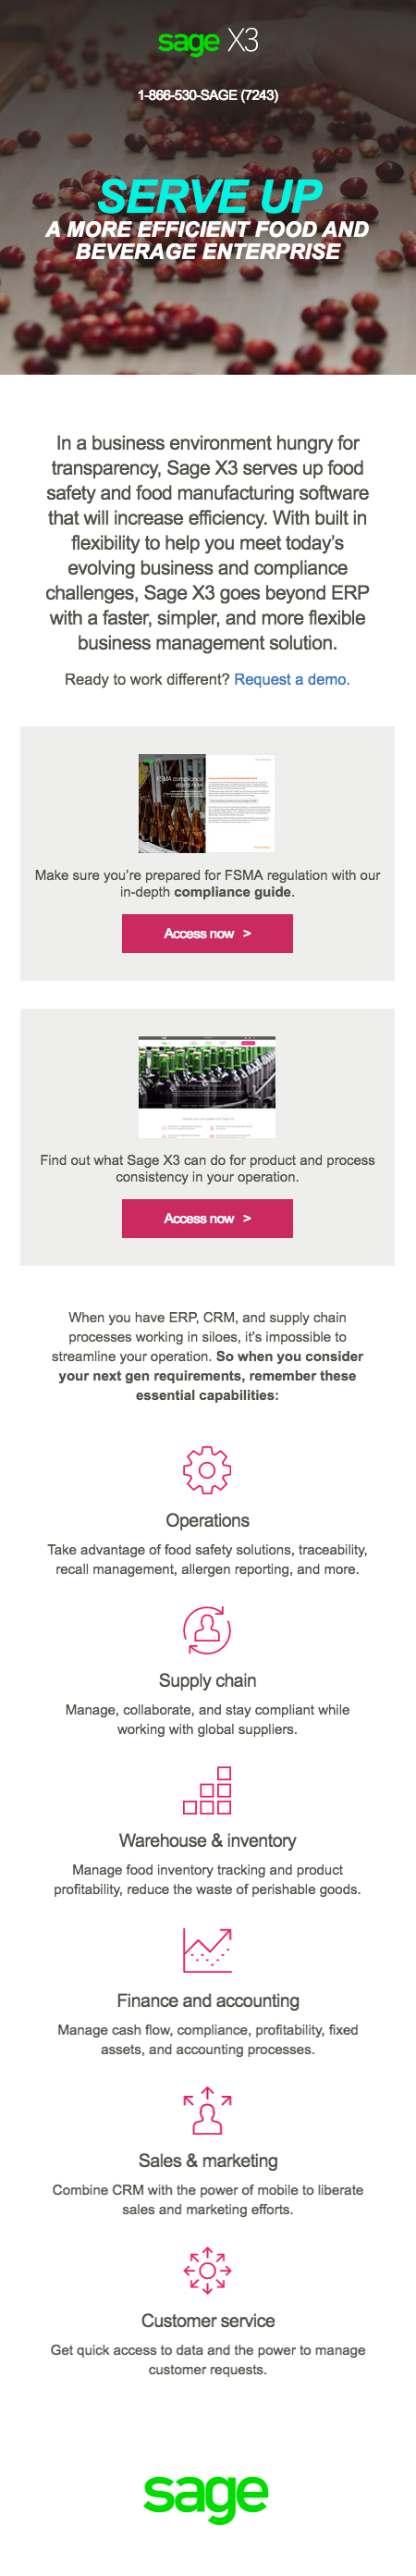 sage X3
1-866-530-SAGE (7243)
SERVE UP
A MORE EFFICIENT FOOD AND
BEVERAGE ENTERPRISE
In a business environment hungry for
transparency, Sage X3 serves up food
safety and food manufacturing software
that will increase efficiency. With built in
flexibility to help you meet today's
evolving business and compliance
challenges, Sage X3 goes beyond ERP
with a faster, simpler, and more flexible
business management solution.
Ready to work different? Request a demo.
FSMA compliance
starts now
Make sure you're prepared for FSMA regulation with our
in-depth compliance guide.
Access now >
Find out what Sage X3 can do for product and process
consistency in your operation.
Access now >
When you have ERP, CRM, and supply chain
processes working in siloes, it's impossible to
streamline your operation. So when you consider
your next gen requirements, remember these
essential capabilities:
Operations
Take advantage of food safety solutions, traceability,
recall management, allergen reporting, and more.
Supply chain
Manage, collaborate, and stay compliant while
working with global suppliers.
Warehouse & inventory
Manage food inventory tracking and product
profitability, reduce the waste of perishable goods.
Finance and accounting
Manage cash flow, compliance, profitability, fixed
assets, and accounting processes.
Sales & marketing
Combine CRM with the power of mobile to liberate
sales and marketing efforts.
Customer service
Get quick access to data and the power to manage
customer requests.
sage